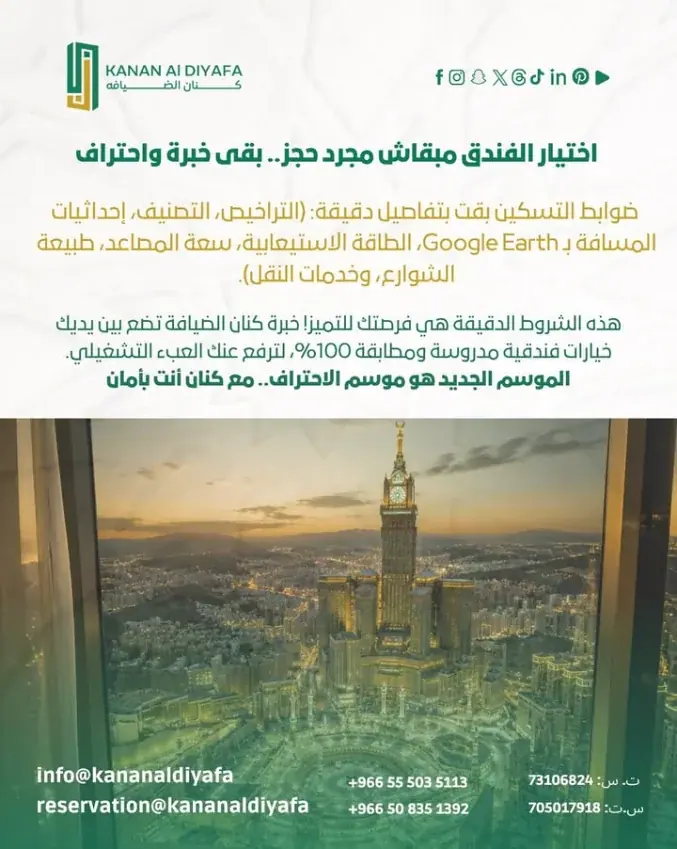 KANAN Al DIYAFA
كنان الضيافه
اختيار الفندق مبقاش مجرد حجز.. بقى خبرة واحتراف
ضوابط التسكين بقت بتفاصيل دقيقة: (التراخيص، التصنيف، إحداثيات
المسافة بـ Google Earth، الطاقة الاستيعابية، سعة المصاعد، طبيعة
الشوارع، وخدمات النقل).
هذه الشروط الدقيقة هي فرصتك للتميز! خبرة كنان الضيافة تضع بين يديك
خيارات فندقية مدروسة ومطابقة 100%، لترفع عنك العبء التشغيلي.
الموسم الجديد هو موسم الاحتراف.. مع كنان أنت بأمان
info@kananaldiyafa
reservation@kananaldiyafa
+966 55 503 5113
+966 50 835 1392
ت. س: 73106824
س.ت: 705017918